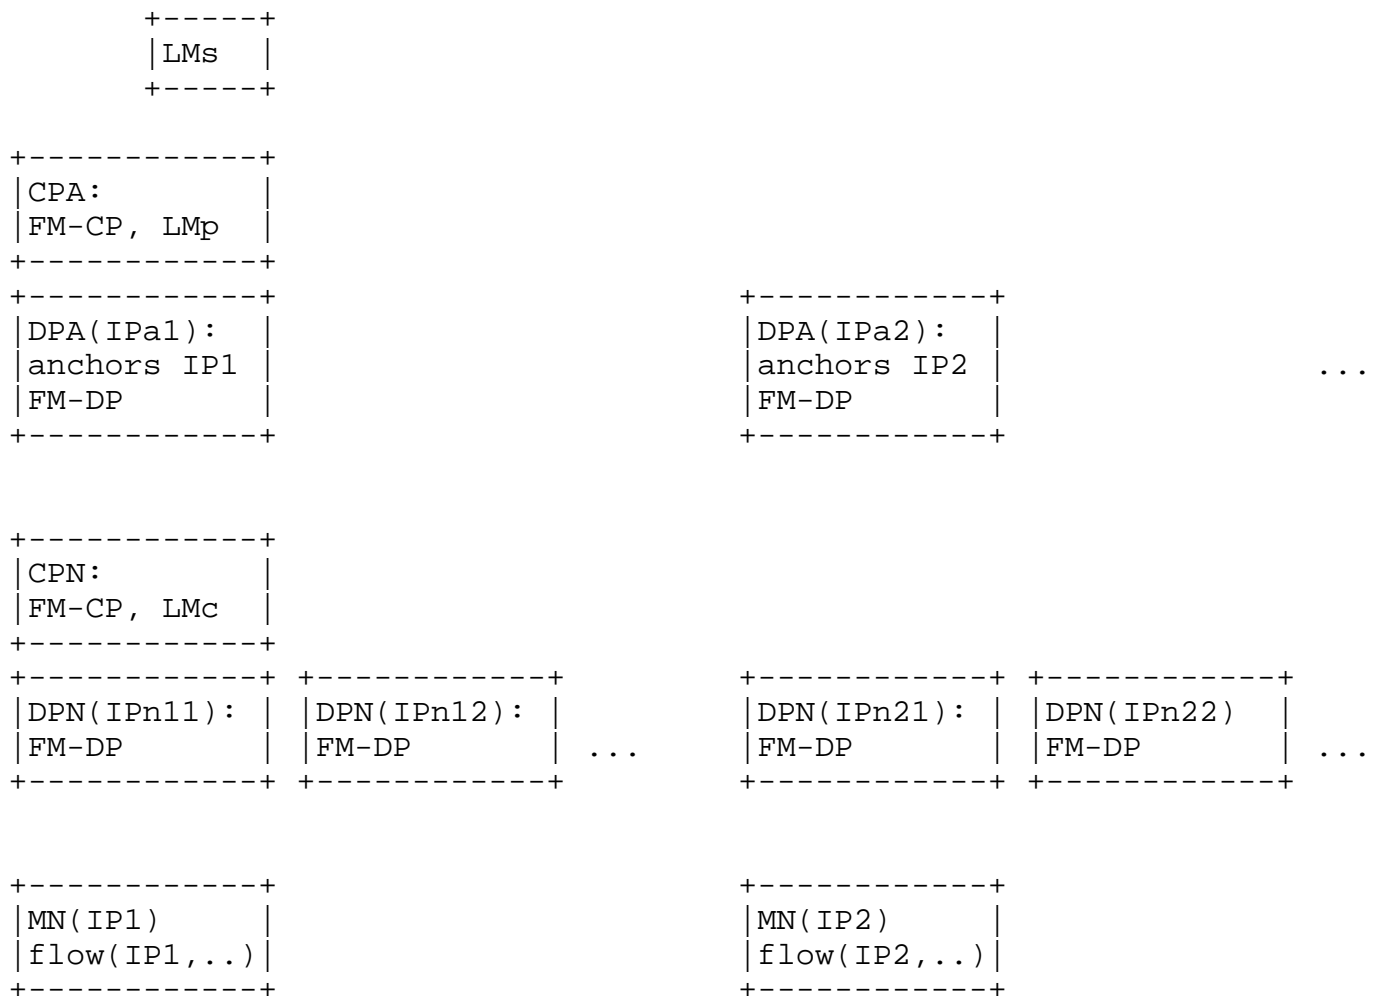 LMs
CPA:
FM-CP, LMp
DPA(IPa1): DPA(IPa2):
anchors IP1 anchors IP2 ...
FM-DP FM-DP
CPN:
FM-CP, LMc
DPN(IPn11): DPN(IPn12): DPN(IPn21): DPN(IPn22)
FM-DP FM-DP ... FM-DP FM-DP ...
MN(IP1) MN(IP2)
flow(IP1,..) flow(IP2,..)